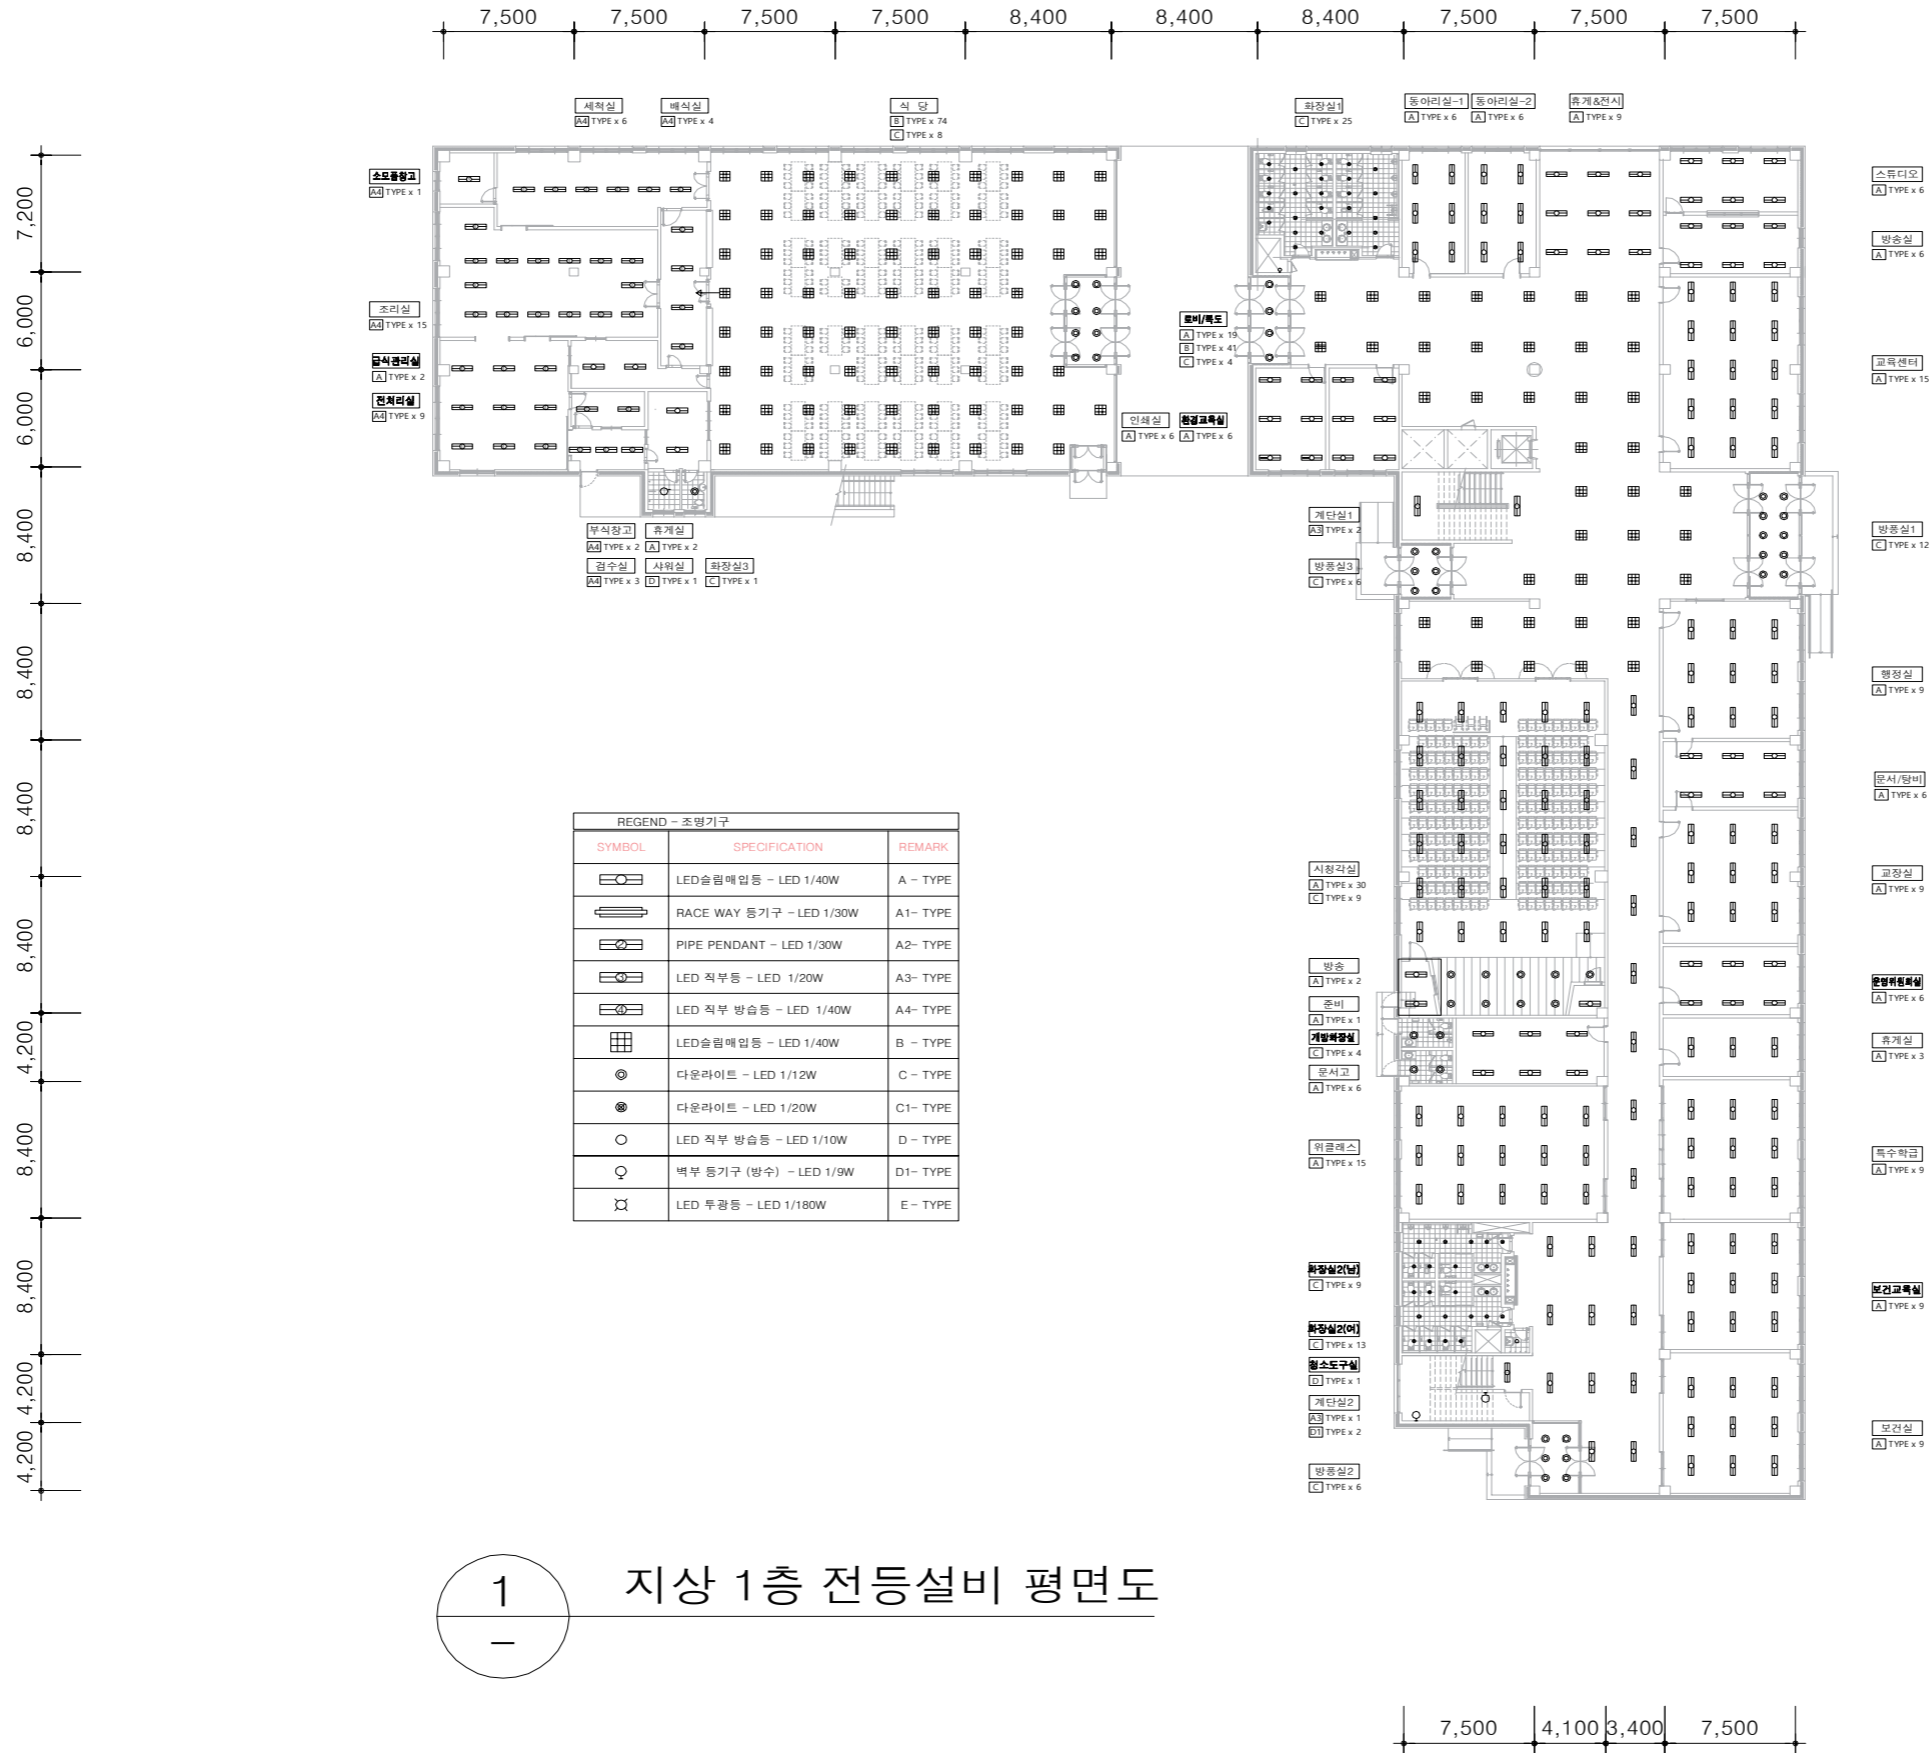 7,500 7,500 7,500 7,500 8,400 8,400 8,400 7,500 7,500 7,500
세척실
A4 TYPE x 6
배식실
A4 TYPE x 4
식 당
B TYPE x 74
C TYPE x 8
화장실1
C TYPE x 25
동아리실-1
A TYPE x 6
동아리실-2
A TYPE x 6
휴게&전시
A TYPE x 9
7,200
6,000
6,000
8,400
8,400
8,400
8,400
4,200
8,400
8,400
4,200
4,200
소모품창고
A4 TYPE x 1
조리실
A4 TYPE x 15
급식관리실
A TYPE x 2
전처리실
A4 TYPE x 9
부식창고
A4 TYPE x 2
휴게실
A TYPE x 2
검수실
A4 TYPE x 3
샤워실
D TYPE x 1
화장실3
C TYPE x 1
로비/복도
A TYPE x 19
B TYPE x 41
C TYPE x 4
인쇄실
A TYPE x 6
환경교육실
A TYPE x 6
계단실1
A3 TYPE x 2
방풍실3
C TYPE x 6
시청각실
A TYPE x 30
C TYPE x 9
방송
A TYPE x 2
준비
A TYPE x 1
개방화장실
C TYPE x 4
문서고
A TYPE x 6
위클래스
A TYPE x 15
화장실2(남)
C TYPE x 9
화장실2(여)
C TYPE x 13
청소도구실
D TYPE x 1
계단실2
A3 TYPE x 1
D1 TYPE x 2
방풍실2
C TYPE x 6
스튜디오
A TYPE x 6
방송실
A TYPE x 6
교육센터
A TYPE x 15
방풍실1
C TYPE x 12
행정실
A TYPE x 9
문서/탕비
A TYPE x 6
교장실
A TYPE x 9
운영위원회실
A TYPE x 6
휴게실
A TYPE x 3
특수학급
A TYPE x 9
보건교육실
A TYPE x 9
보건실
A TYPE x 9
REGEND - 조명기구
SYMBOL SPECIFICATION REMARK
LED슬림매입등 - LED 1/40W A - TYPE
RACE WAY 등기구 - LED 1/30W A1- TYPE
2 PIPE PENDANT - LED 1/30W A2- TYPE
3 LED 직부등 - LED 1/20W A3- TYPE
4 LED 직부 방습등 - LED 1/40W A4- TYPE
LED슬림매입등 - LED 1/40W B - TYPE
다운라이트 - LED 1/12W C - TYPE
다운라이트 - LED 1/20W C1- TYPE
LED 직부 방습등 - LED 1/10W D - TYPE
벽부 등기구 (방수) - LED 1/9W D1- TYPE
LED 투광등 - LED 1/180W E - TYPE
1
-
지상 1층 전등설비 평면도
7,500 4,100 3,400 7,500